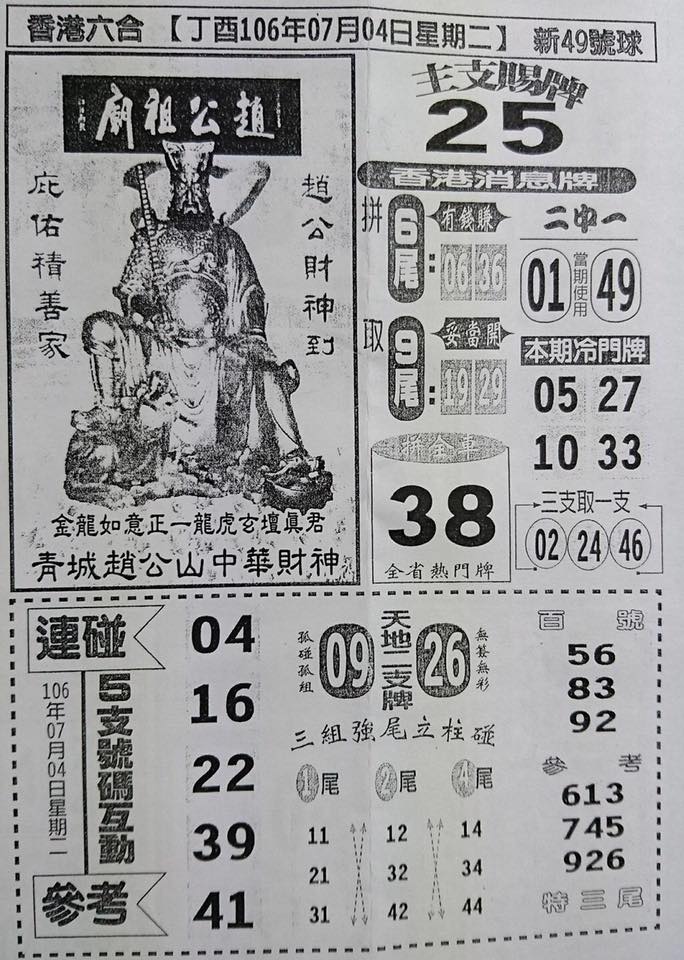 香港六合【丁酉106年07月04日星期二】新49號球
趙公祖廟
趙公財神到
庇佑積善家
金龍如意正一龍虎玄壇眞君
青城趙公山中華財神
主支賜牌
25
香港消息牌
拼 6尾：有錢賺 06 36
取 9尾：妥當開 19 29
二中一
01 當期使用 49
本期冷門牌
05 27
10 33
拼全車
38
全省熱門牌
三支取一支
02 24 46
連碰
5支號碼互動
106年07月04日星期二
參考
04
16
22
39
41
孤碰孤組 09 天地二支牌 26 無纂無彩
三組強尾立柱碰
1尾 2尾 4尾
11 12 14
21 32 34
31 42 44
百號
56
83
92
參考
613
745
926
特三尾